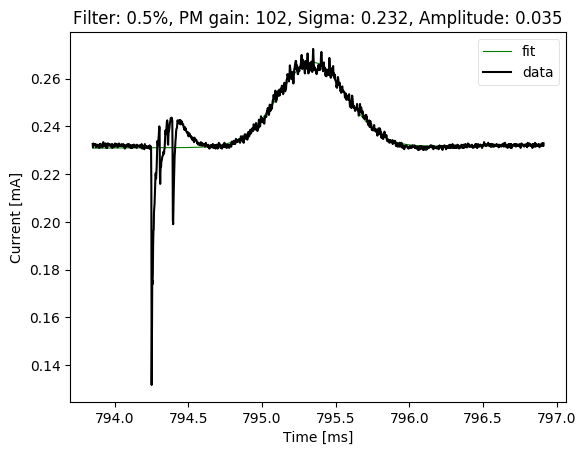 Filter: 0.5%, PM gain: 102, Sigma: 0.232, Amplitude: 0.035
fit
data
0.26
0.24
0.22
0.20
0.18
0.16
0.14
Current [mA]
794.0 794.5 795.0 795.5 796.0 796.5 797.0
Time [ms]